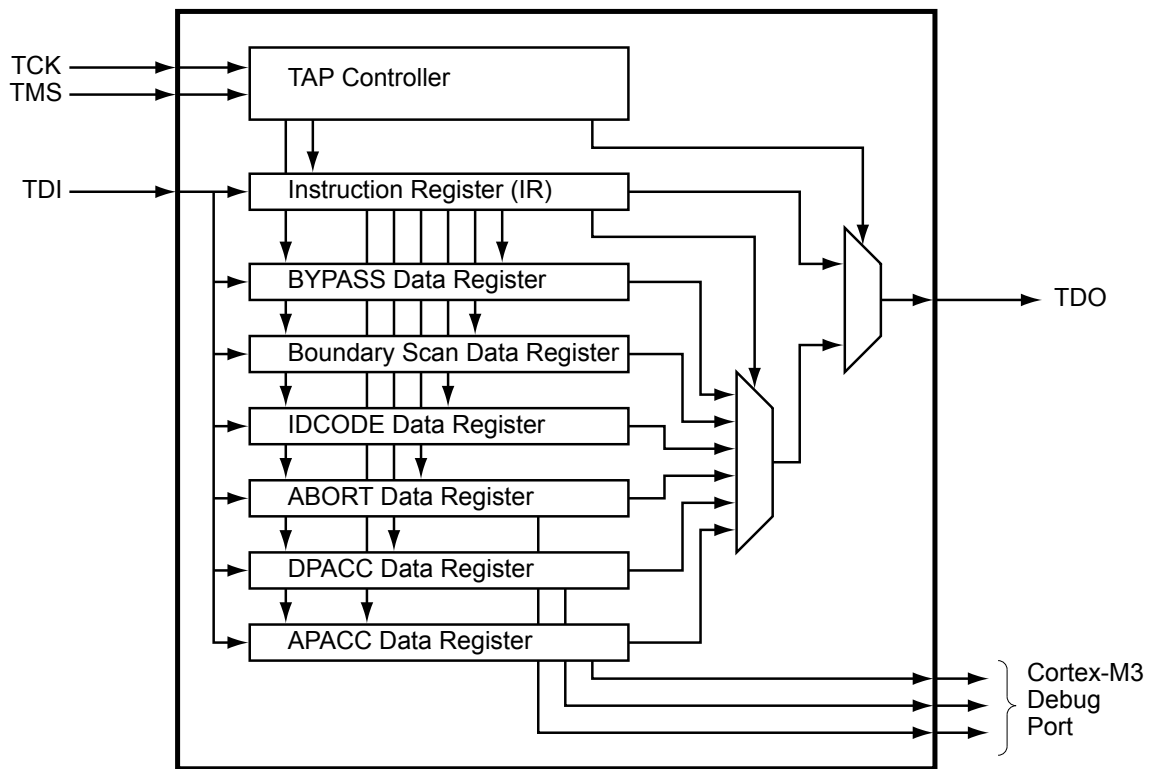 TCK
TMS
TAP Controller
TDI
Instruction Register (IR)
BYPASS Data Register
TDO
Boundary Scan Data Register
IDCODE Data Register
ABORT Data Register
DPACC Data Register
APACC Data Register
Cortex-M3
Debug
Port